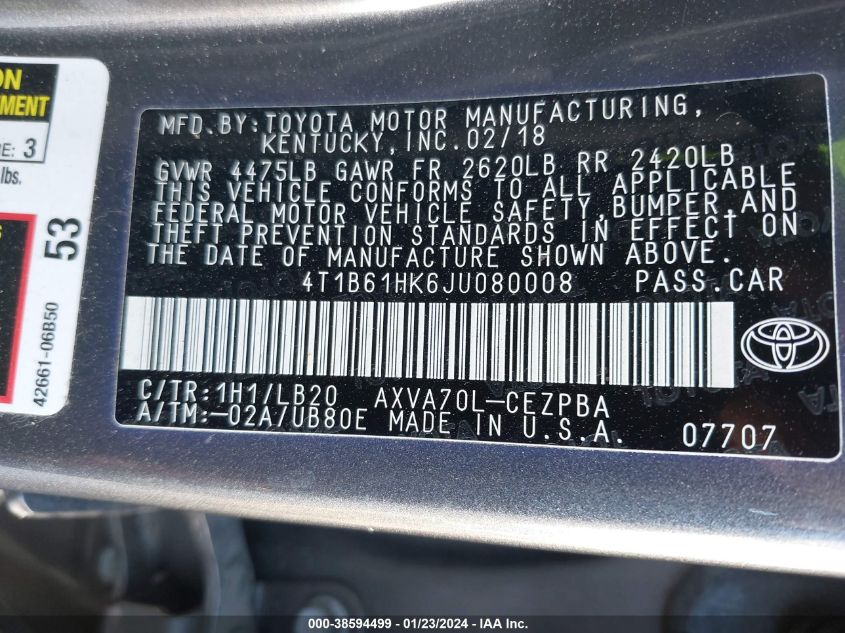 ON
TMENT
RE: 3
lbs.
53
42661-06B50
MFD.BY:TOYOTA MOTOR MANUFACTURING,
KENTUCKY,INC.02/18
GVWR 4475LB GAWR FR 2620LB RR 2420LB
THIS VEHICLE CONFORMS TO ALL APPLICABLE
FEDERAL MOTOR VEHICLE SAFETY,BUMPER,AND
THEFT PREVENTION STANDARDS IN EFFECT ON
THE DATE OF MANUFACTURE SHOWN ABOVE.
4T1B61HK6JU080008 PASS.CAR
C/TR:1H1/LB20 AXVA70L-CEZPBA
A/TM:-02A/UB80E MADE IN U.S.A. 07707
000-38594499 - 01/23/2024 - IAA Inc.